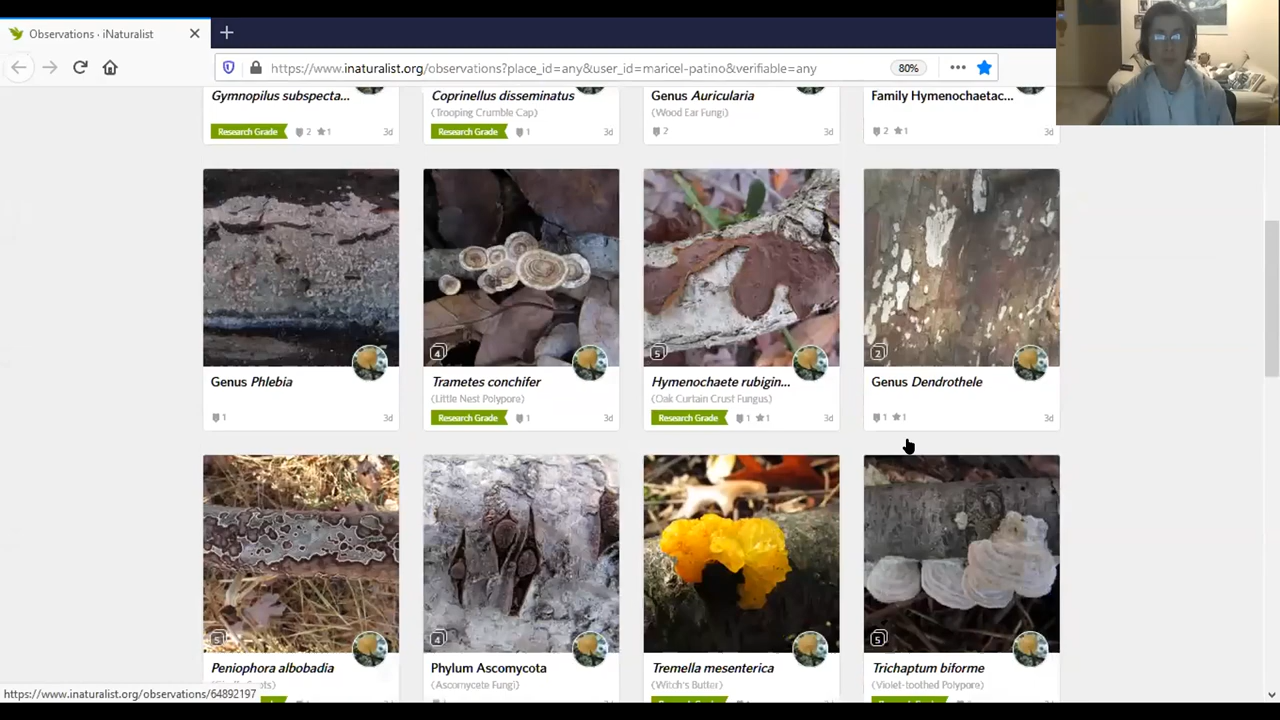 Observations · iNaturalist
https://www.inaturalist.org/observations?place_id=any&user_id=maricel-patino&verifiable=any
80%
Gymnopilus subspecta...
Coprinellus disseminatus
Genus Auricularia
Family Hymenochaetac...
(Trooping Crumble Cap)
(Wood Ear Fungi)
Research Grade 2 1 3d
Research Grade 1 3d
2 3d
2 1 3d
4
5
2
Genus Phlebia
Trametes conchifer
Hymenochaete rubigin...
Genus Dendrothele
(Little Nest Polypore)
(Oak Curtain Crust Fungus)
1 3d
Research Grade 1 3d
Research Grade 1 1 3d
1 1 3d
5
4
5
Peniophora albobadia
Phylum Ascomycota
Tremella mesenterica
Trichaptum biforme
(Ascomycete Fungi)
(Witch's Butter)
(Violet-toothed Polypore)
https://www.inaturalist.org/observations/64892197